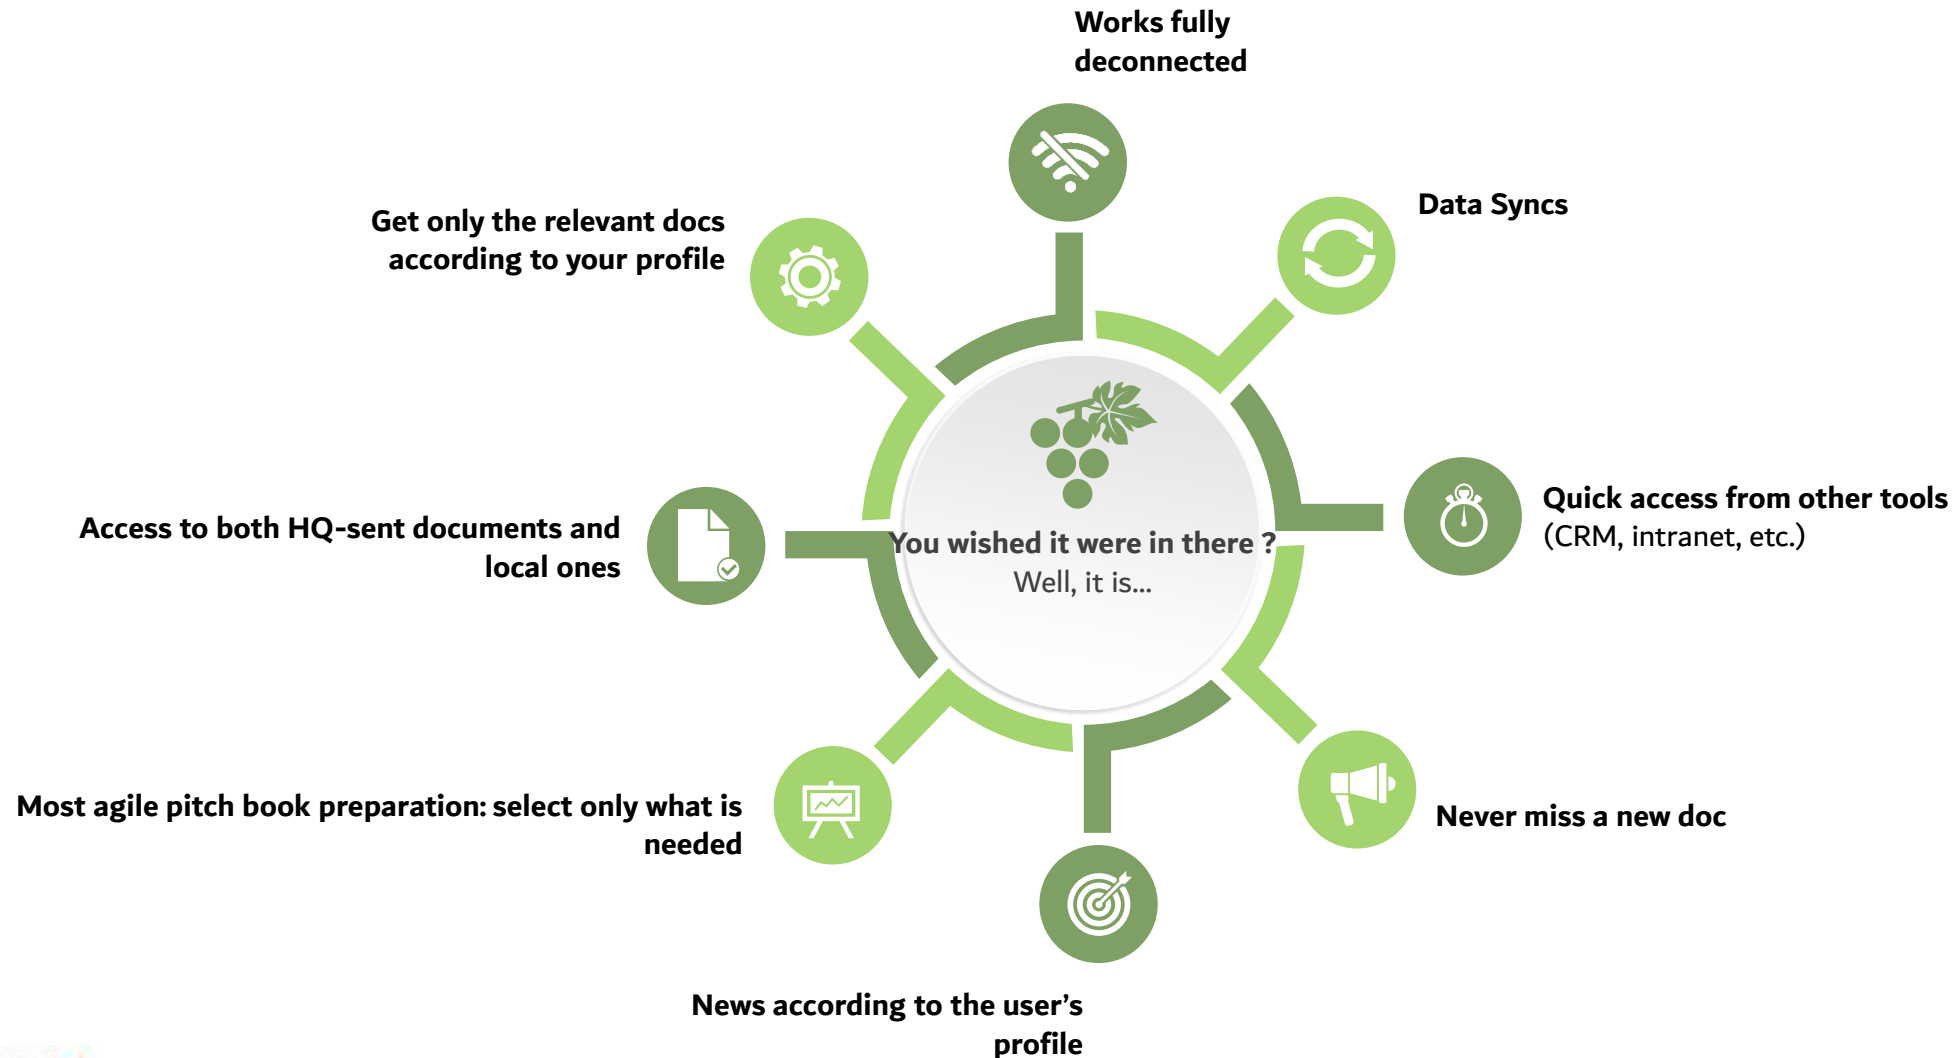 Works fully
deconnected
Data Syncs
Get only the relevant docs
according to your profile
Quick access from other tools
(CRM, intranet, etc.)
Access to both HQ-sent documents and
local ones
You wished it were in there ?
Well, it is...
Most agile pitch book preparation: select only what is
needed
Never miss a new doc
News according to the user’s
profile